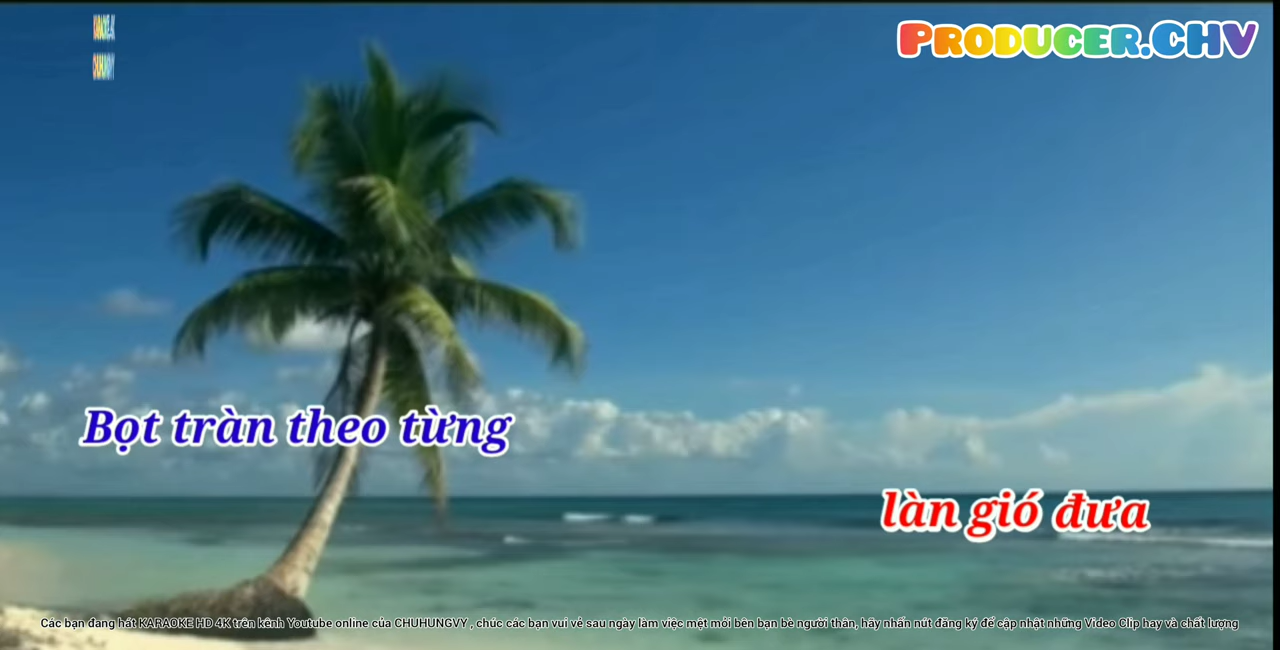 PRODUCER.CHV
Bọt tràn theo từng
làn gió đưa
Các bạn đang hát KARAOKE HD 4K trên kênh Youtube online của CHUHUNGVY , chúc các bạn vui vẻ sau ngày làm việc mệt mỏi bên bạn bè người thân, hãy nhấn nút đăng ký để cập nhật những Video Clip hay và chất lượng